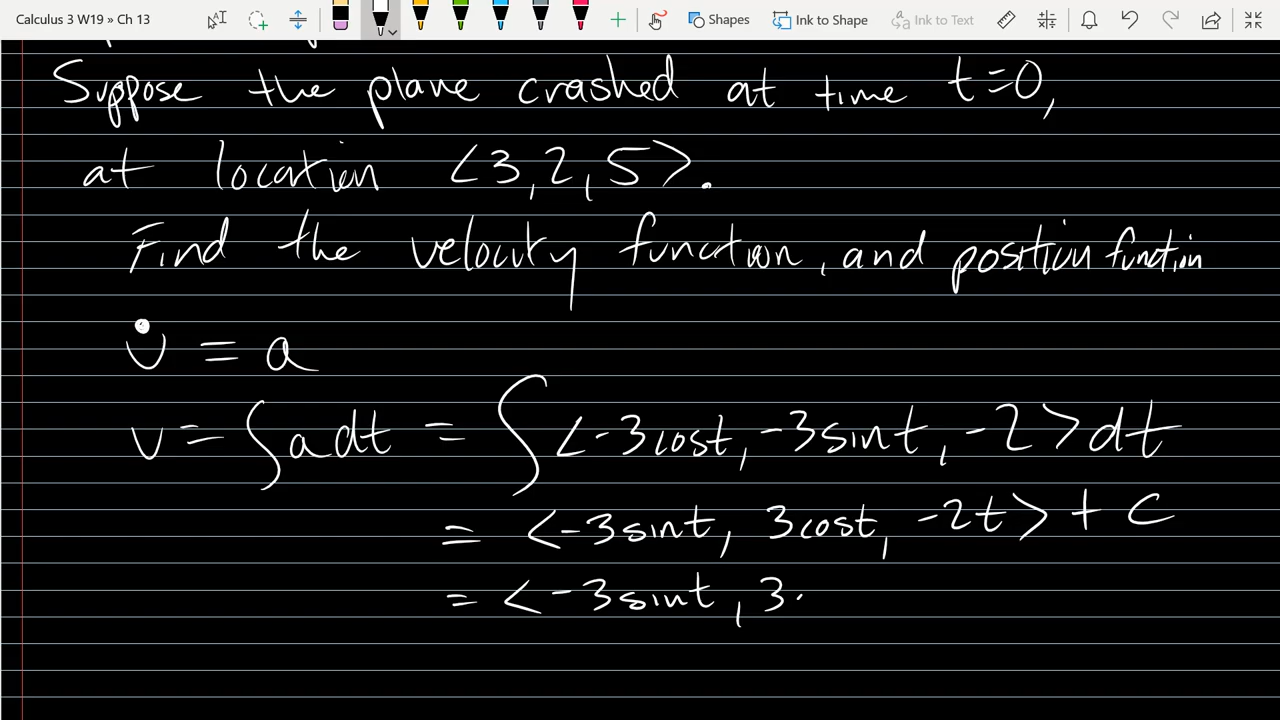 Calculus 3 W19 » Ch 13
Shapes
Ink to Shape
Ink to Text
Suppose the plane crashed at time t=0,
at location <3,2,5>.
Find the velocity function, and position function
v̇ = a
v = ∫ a dt = ∫ <-3cost, -3sint, -2> dt
= <-3sint, 3cost, -2t> + C
= <-3sint, 3